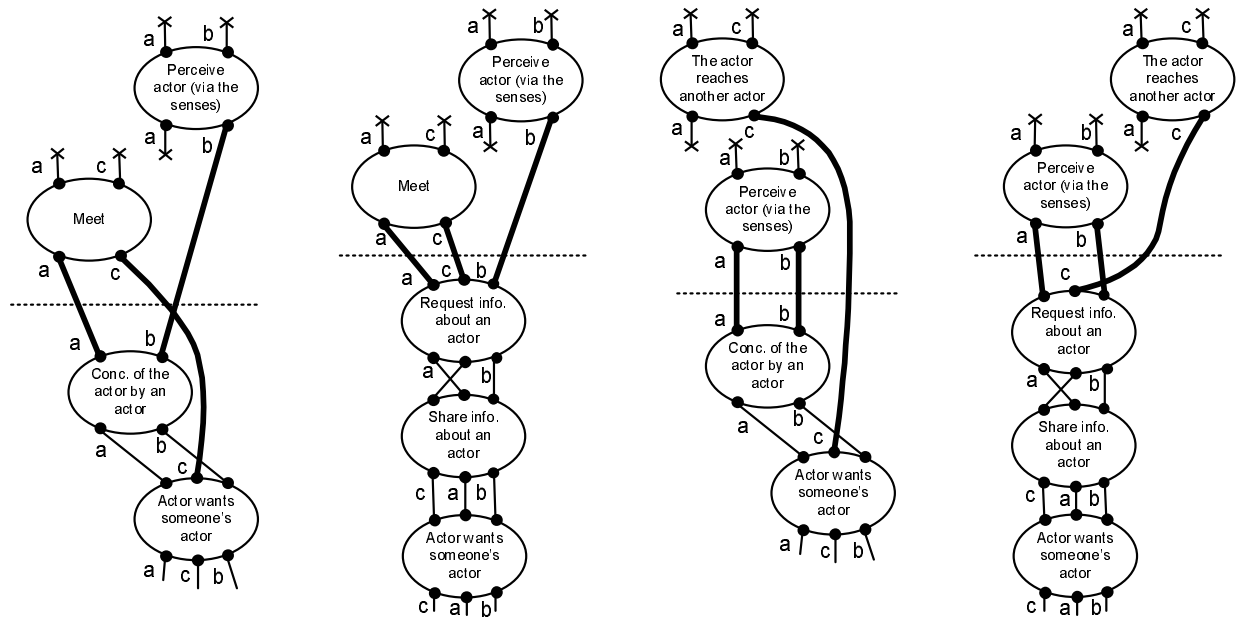 a b
Perceive
actor (via the
senses)
a b
a c
Meet
a c
a b
Conc. of the
actor by an
actor
a b
c
Actor wants
someone's
actor
a c b
a b
Perceive
actor (via the
senses)
a b
a c
Meet
a c
a c b
Request info.
about an
actor
a b
Share info.
about an
actor
c a b
Actor wants
someone's
actor
c a b
a c
The actor
reaches
another actor
a c
a b
Perceive
actor (via the
senses)
a b
a b
Conc. of the
actor by an
actor
a b
c
Actor wants
someone's
actor
a c b
a c
The actor
reaches
another actor
a c
a b
Perceive
actor (via the
senses)
a b
c
Request info.
about an
actor
a b
Share info.
about an
actor
c a b
Actor wants
someone's
actor
c a b